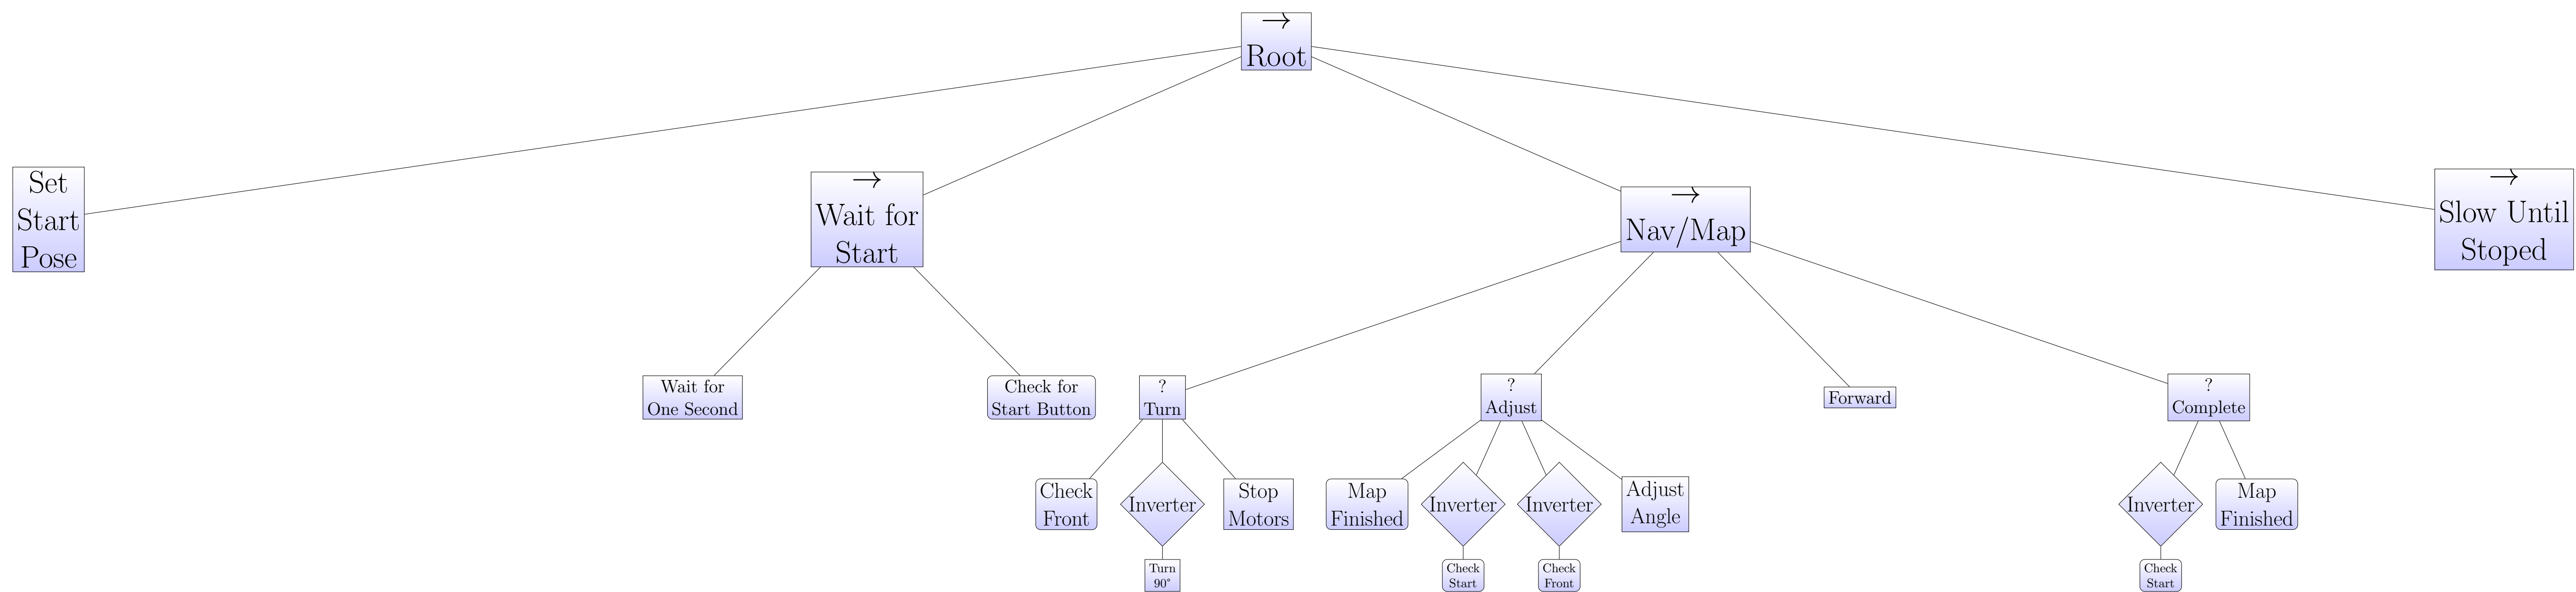 →
Root
Set
Start
Pose
→
Wait for
Start
→
Nav/Map
→
Slow Until
Stoped
Wait for
One Second
Check for
Start Button
?
Turn
?
Adjust
Forward
?
Complete
Check
Front
Inverter
Stop
Motors
Map
Finished
Inverter
Inverter
Adjust
Angle
Inverter
Map
Finished
Turn
90°
Check
Start
Check
Front
Check
Start